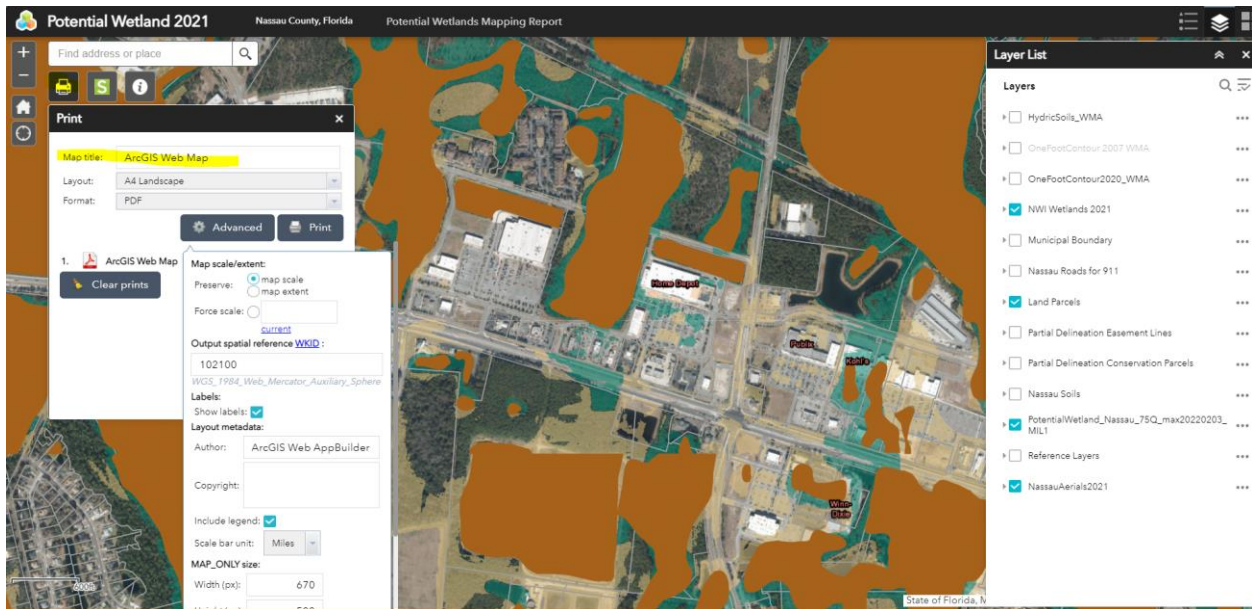 Potential Wetland 2021
Nassau County, Florida
Potential Wetlands Mapping Report
Find address or place
S
i
Print
Map title: ArcGIS Web Map
Layout: A4 Landscape
Format: PDF
Advanced
Print
1. ArcGIS Web Map
Clear prints
Map scale/extent:
Preserve: map scale
map extent
Force scale:
current
Output spatial reference WKID :
102100
WGS_1984_Web_Mercator_Auxiliary_Sphere
Labels:
Show labels:
Layout metadata:
Author: ArcGIS Web AppBuilder
Copyright:
Include legend:
Scale bar unit: Miles
MAP_ONLY size:
Width (px): 670
600ft
Home Depot
Publix
Kohl's
Winn-
Dixie
State of Florida, M
Layer List
Layers
HydricSoils_WMA
OneFootContour 2007 WMA
OneFootContour2020_WMA
NWI Wetlands 2021
Municipal Boundary
Nassau Roads for 911
Land Parcels
Partial Delineation Easement Lines
Partial Delineation Conservation Parcels
Nassau Soils
PotentialWetland_Nassau_75Q_max20220203_
MIL1
Reference Layers
NassauAerials2021